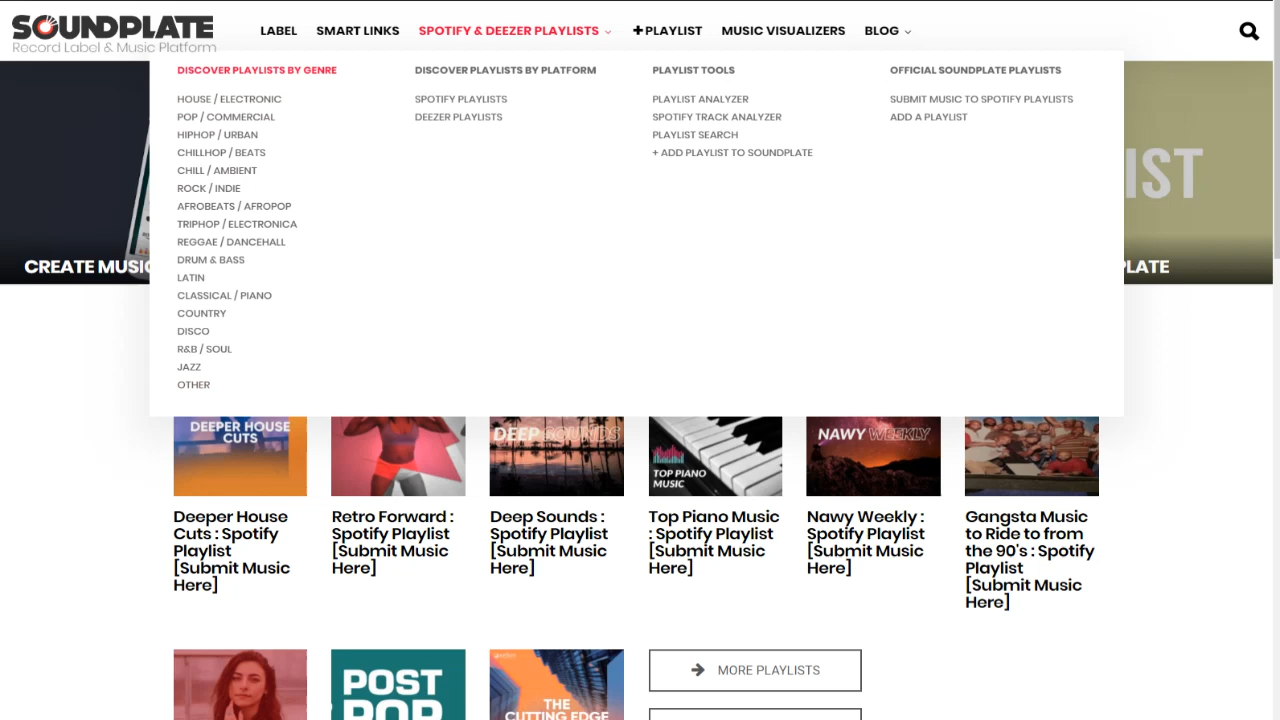 SOUNDPLATE
Record Label & Music Platform
LABEL
SMART LINKS
SPOTIFY & DEEZER PLAYLISTS
+PLAYLIST
MUSIC VISUALIZERS
BLOG
DISCOVER PLAYLISTS BY GENRE
HOUSE / ELECTRONIC
POP / COMMERCIAL
HIPHOP / URBAN
CHILLHOP / BEATS
CHILL / AMBIENT
ROCK / INDIE
AFROBEATS / AFROPOP
TRIPHOP / ELECTRONICA
REGGAE / DANCEHALL
DRUM & BASS
LATIN
CLASSICAL / PIANO
COUNTRY
DISCO
R&B / SOUL
JAZZ
OTHER
DISCOVER PLAYLISTS BY PLATFORM
SPOTIFY PLAYLISTS
DEEZER PLAYLISTS
PLAYLIST TOOLS
PLAYLIST ANALYZER
SPOTIFY TRACK ANALYZER
PLAYLIST SEARCH
+ ADD PLAYLIST TO SOUNDPLATE
OFFICIAL SOUNDPLATE PLAYLISTS
SUBMIT MUSIC TO SPOTIFY PLAYLISTS
ADD A PLAYLIST
IST
CREATE MUSIC
PLATE
DEEPER HOUSE
CUTS
DEEP SOUNDS
TOP PIANO
MUSIC
NAWY WEEKLY
Deeper House
Cuts : Spotify
Playlist
[Submit Music
Here]
Retro Forward :
Spotify Playlist
[Submit Music
Here]
Deep Sounds :
Spotify Playlist
[Submit Music
Here]
Top Piano Music
: Spotify Playlist
[Submit Music
Here]
Nawy Weekly :
Spotify Playlist
[Submit Music
Here]
Gangsta Music
to Ride to from
the 90's : Spotify
Playlist
[Submit Music
Here]
POST
POP
THE
CUTTING EDGE
MORE PLAYLISTS